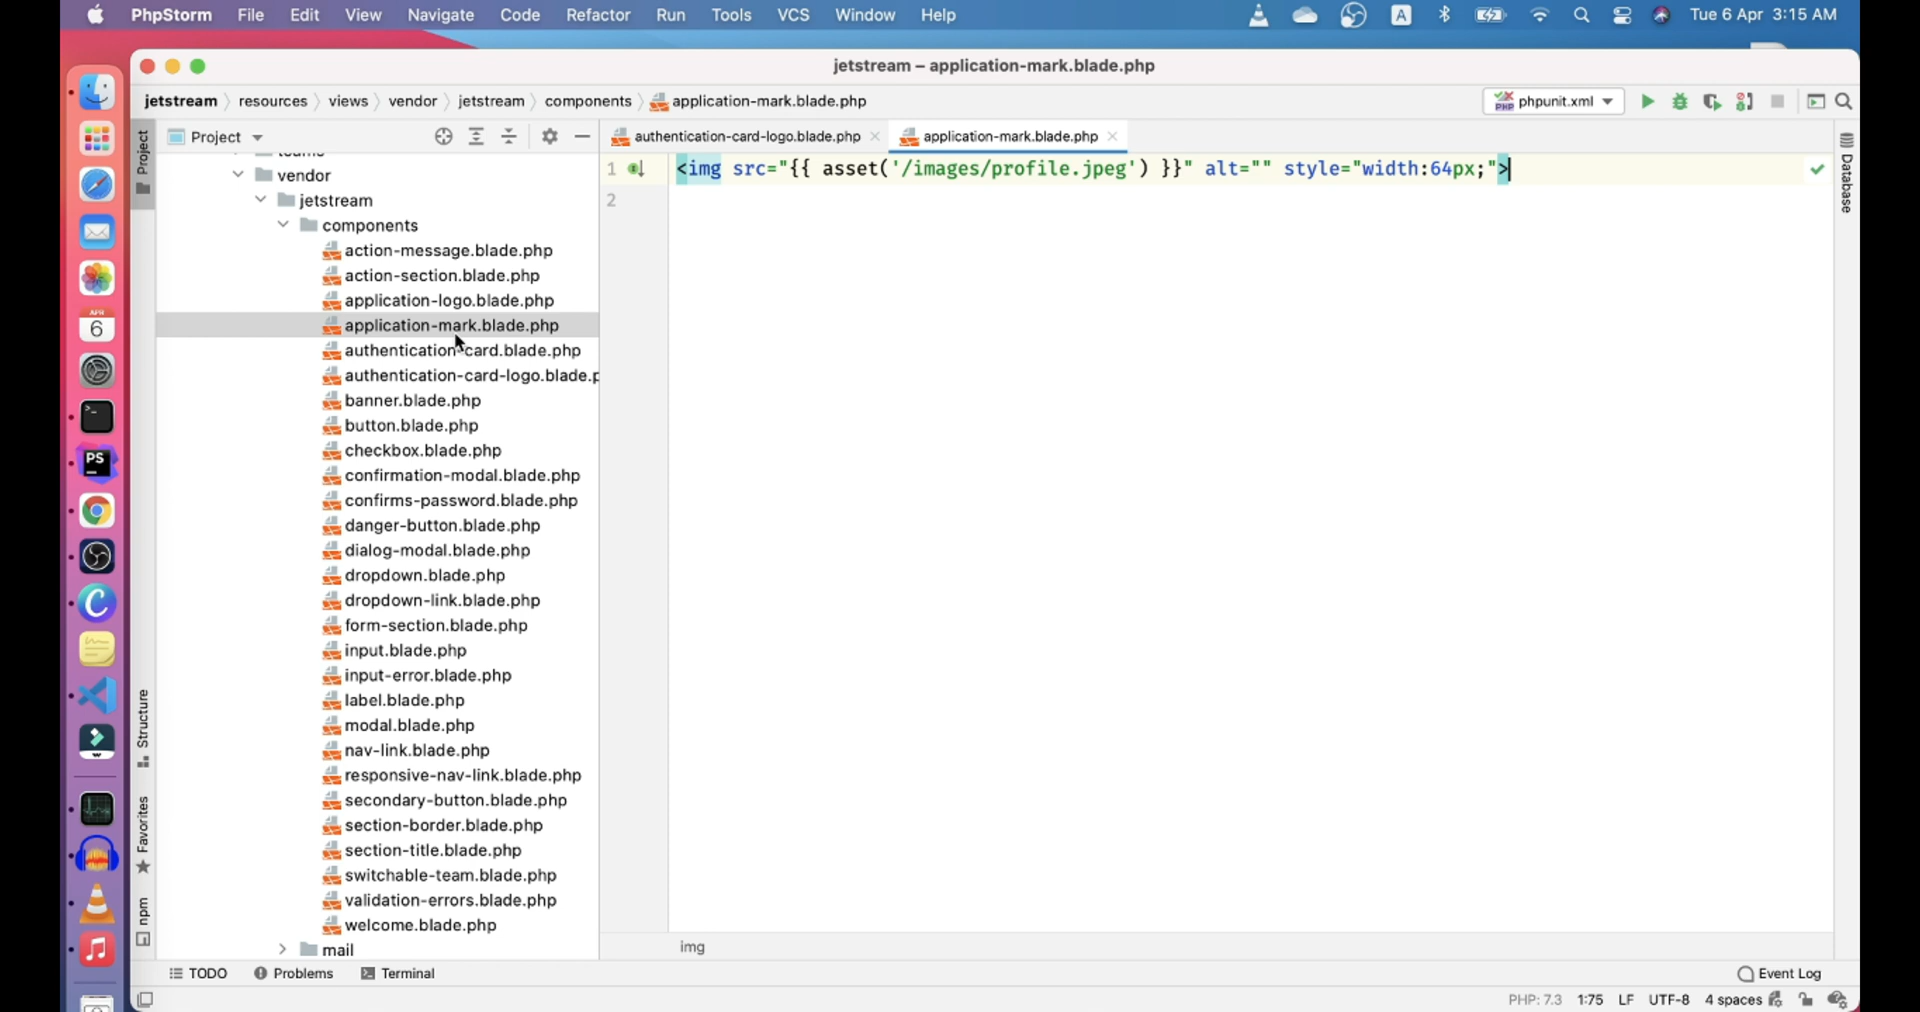 PhpStorm File Edit View Navigate Code Refactor Run Tools VCS Window Help A Tue 6 Apr 3:15 AM
jetstream – application-mark.blade.php
jetstream resources views vendor jetstream components application-mark.blade.php phpunit.xml
Project
Project
authentication-card-logo.blade.php application-mark.blade.php
1 <img src="{{ asset('/images/profile.jpeg') }}" alt="" style="width:64px;">
2
Database
teams
vendor
jetstream
components
action-message.blade.php
action-section.blade.php
application-logo.blade.php
application-mark.blade.php
authentication-card.blade.php
authentication-card-logo.blade.p
banner.blade.php
button.blade.php
checkbox.blade.php
confirmation-modal.blade.php
confirms-password.blade.php
danger-button.blade.php
dialog-modal.blade.php
dropdown.blade.php
dropdown-link.blade.php
form-section.blade.php
input.blade.php
input-error.blade.php
label.blade.php
modal.blade.php
nav-link.blade.php
responsive-nav-link.blade.php
secondary-button.blade.php
section-border.blade.php
section-title.blade.php
switchable-team.blade.php
validation-errors.blade.php
welcome.blade.php
mail
APR
6
PS
Structure
Favorites
npm
img
TODO Problems Terminal Event Log
PHP: 7.3 1:75 LF UTF-8 4 spaces